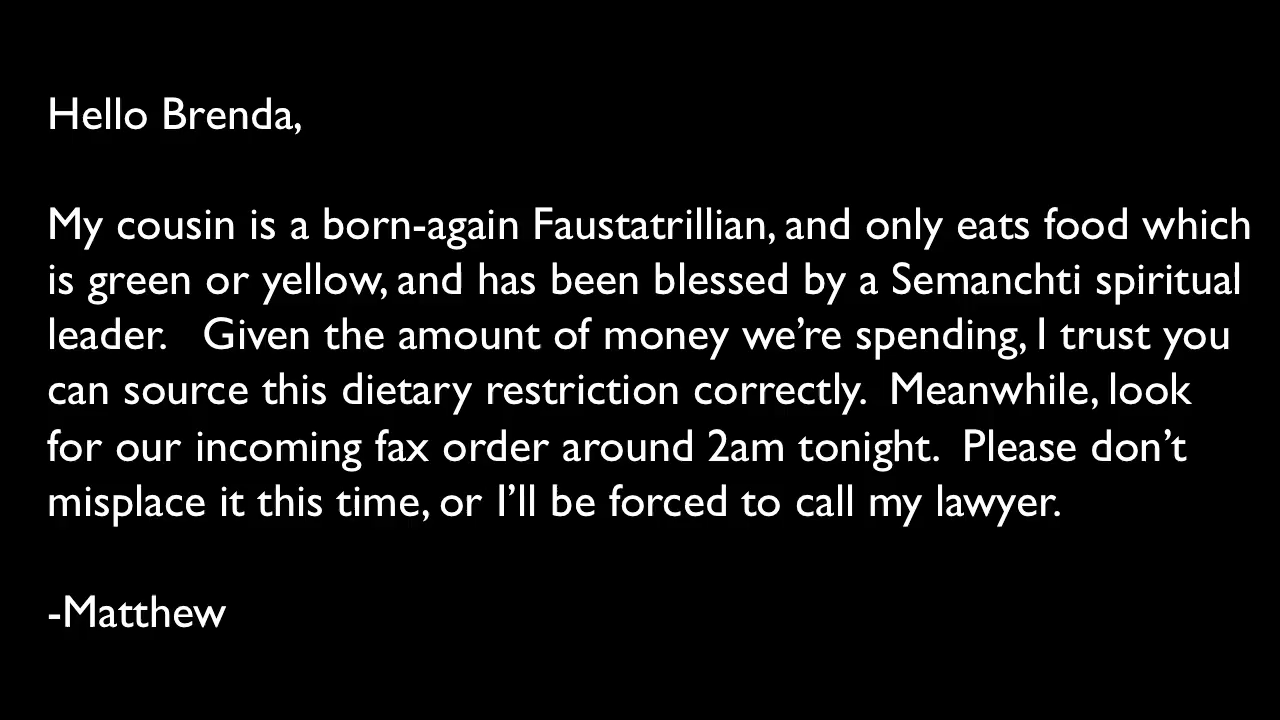 Hello Brenda,
My cousin is a born-again Faustatrillian, and only eats food which
is green or yellow, and has been blessed by a Semanchti spiritual
leader.   Given the amount of money we’re spending, I trust you
can source this dietary restriction correctly.  Meanwhile, look
for our incoming fax order around 2am tonight.  Please don’t
misplace it this time, or I’ll be forced to call my lawyer.
-Matthew